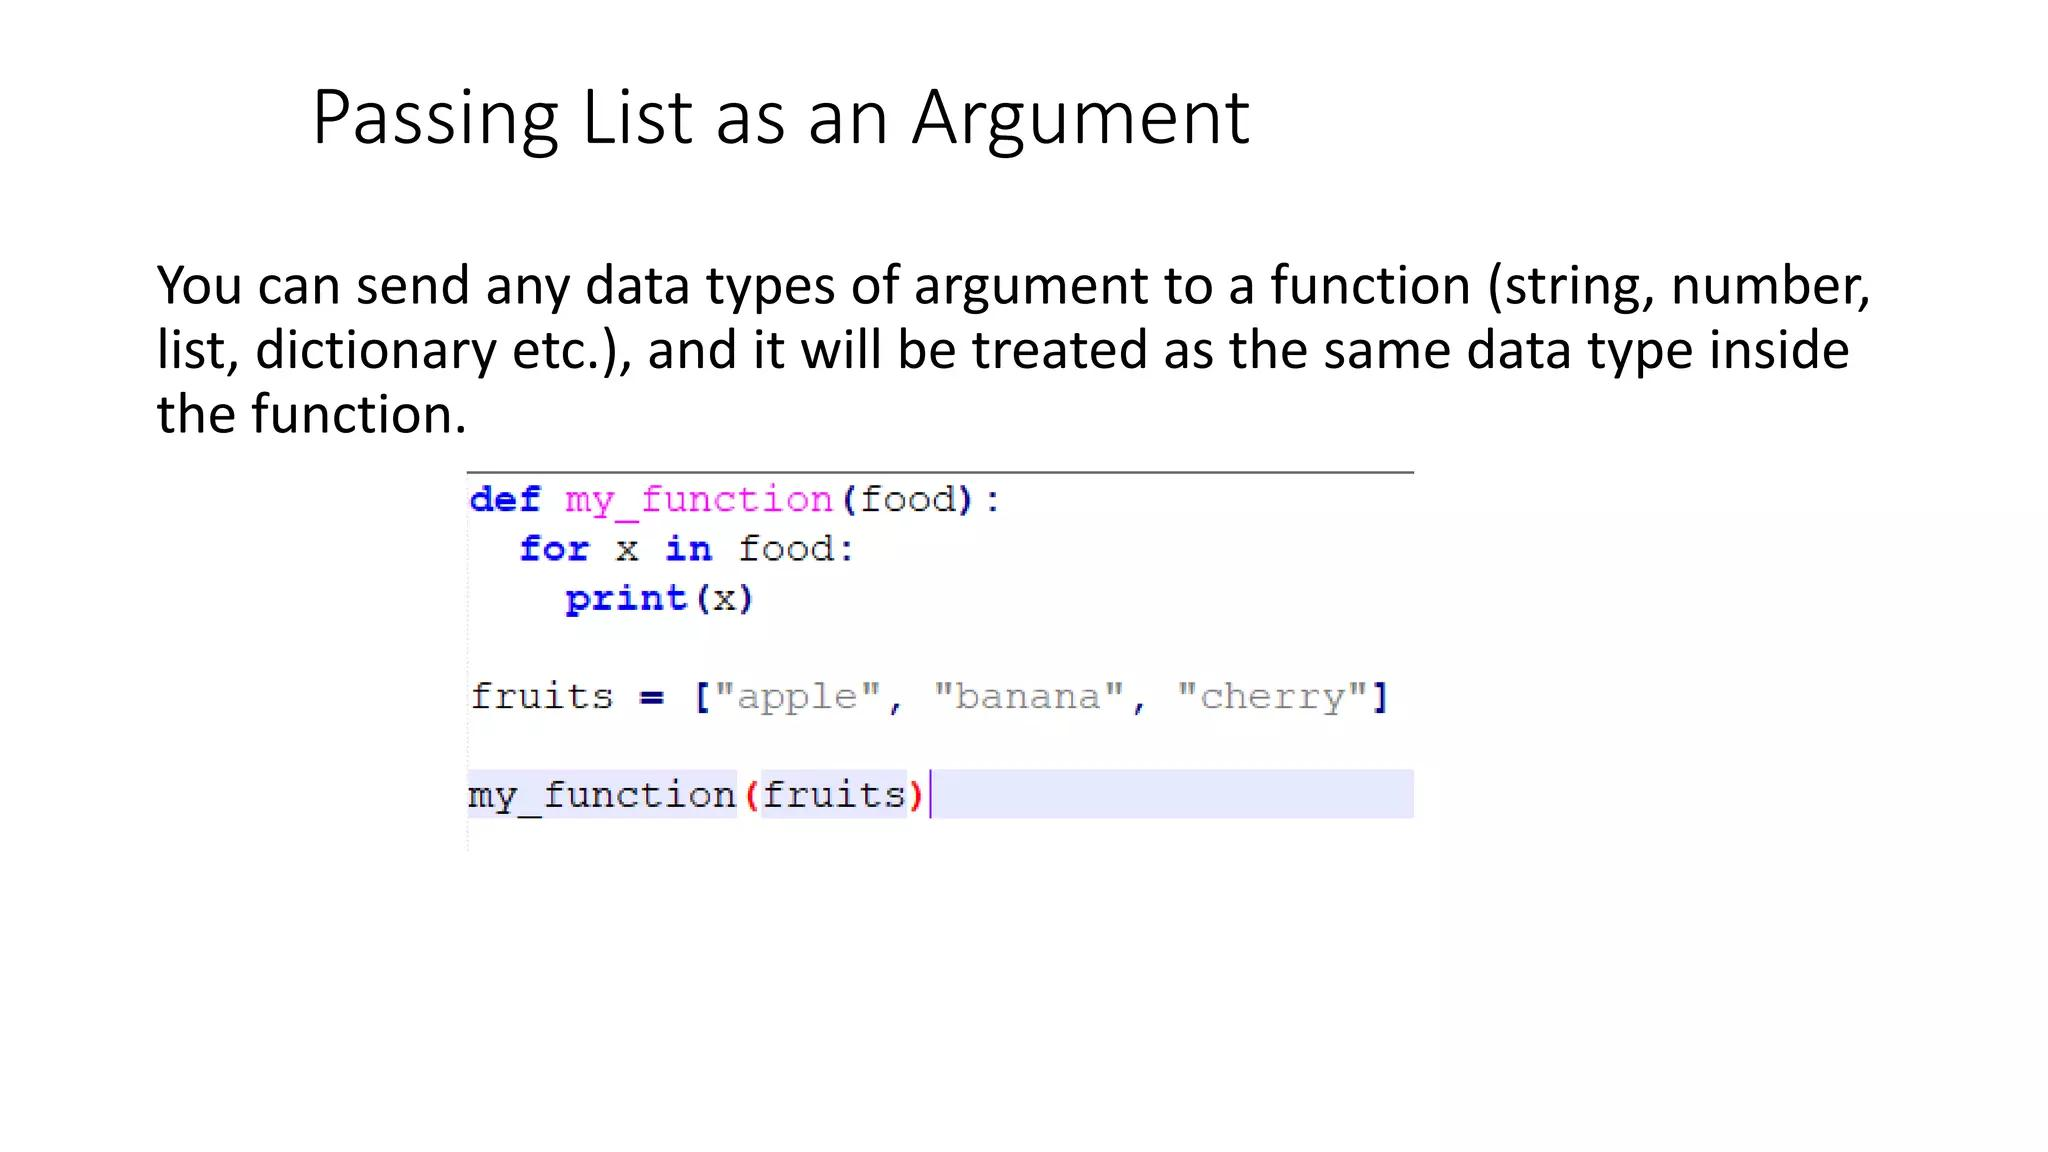 Passing List as an Argument
You can send any data types of argument to a function (string, number,
list, dictionary etc.), and it will be treated as the same data type inside
the function.
def my_function(food):
  for x in food:
    print(x)
fruits = ["apple", "banana", "cherry"]
my_function(fruits)